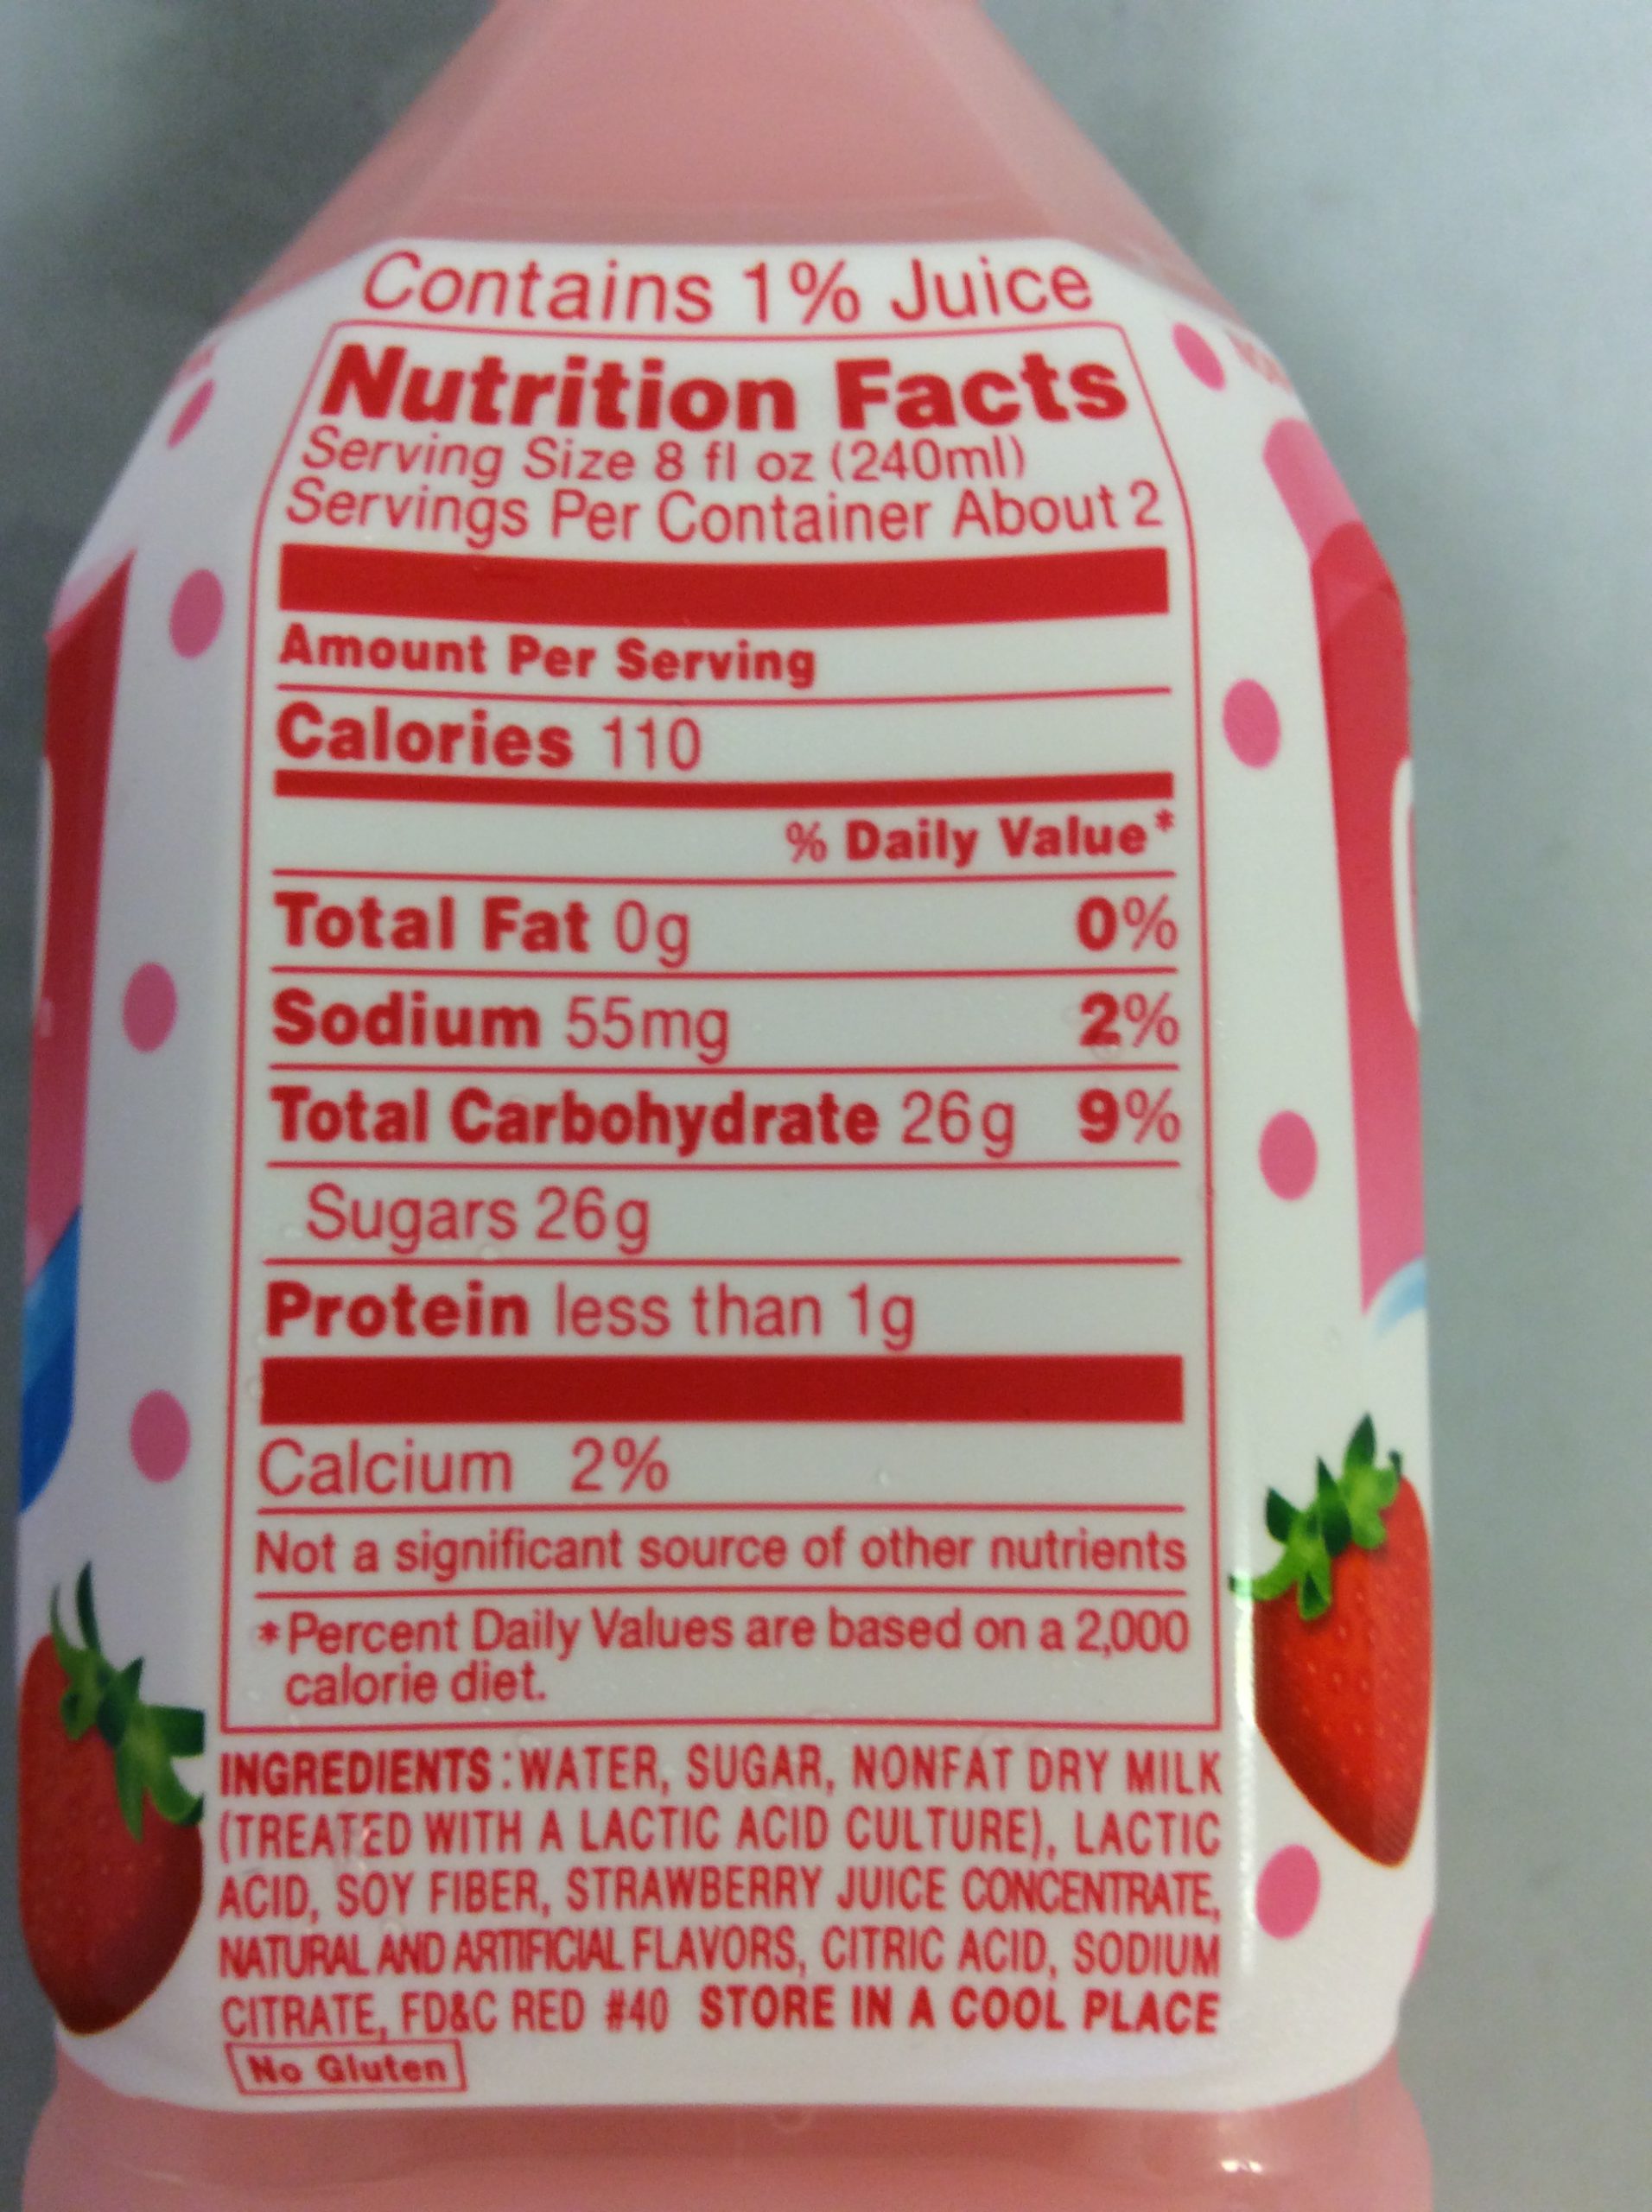 Contains 1% Juice
Nutrition Facts
Serving Size 8 fl oz (240ml)
Servings Per Container About 2
Amount Per Serving
Calories 110
% Daily Value*
Total Fat 0g 0%
Sodium 55mg 2%
Total Carbohydrate 26g 9%
Sugars 26g
Protein less than 1g
Calcium 2%
Not a significant source of other nutrients
*Percent Daily Values are based on a 2,000
calorie diet.
INGREDIENTS: WATER, SUGAR, NONFAT DRY MILK
(TREATED WITH A LACTIC ACID CULTURE), LACTIC
ACID, SOY FIBER, STRAWBERRY JUICE CONCENTRATE,
NATURAL AND ARTIFICIAL FLAVORS, CITRIC ACID, SODIUM
CITRATE, FD&C RED #40 STORE IN A COOL PLACE
No Gluten